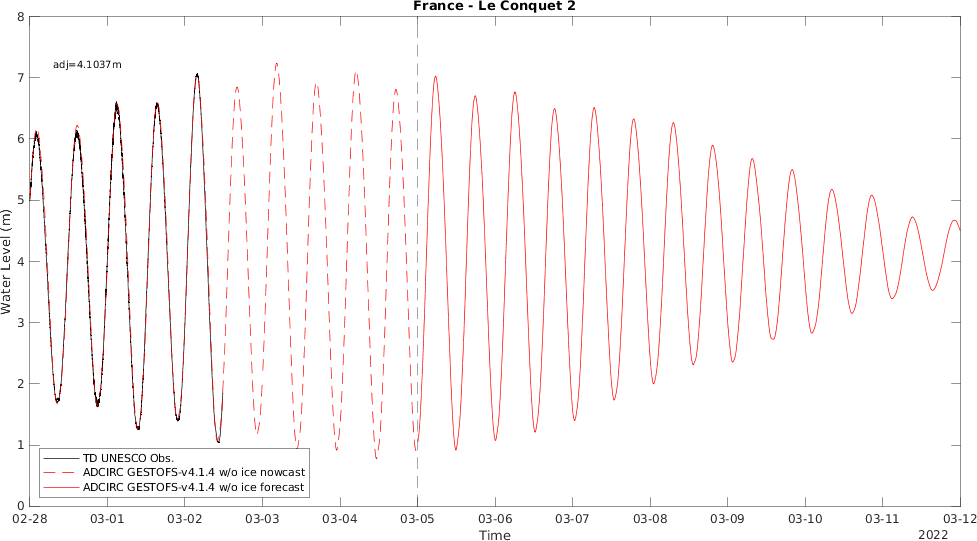 France - Le Conquet 2
8
7
6
5
4
3
2
1
0
Water Level (m)
adj=4.1037m
TD UNESCO Obs.
ADCIRC GESTOFS-v4.1.4 w/o ice nowcast
ADCIRC GESTOFS-v4.1.4 w/o ice forecast
02-28 03-01 03-02 03-03 03-04 03-05 03-06 03-07 03-08 03-09 03-10 03-11 03-12
Time
2022